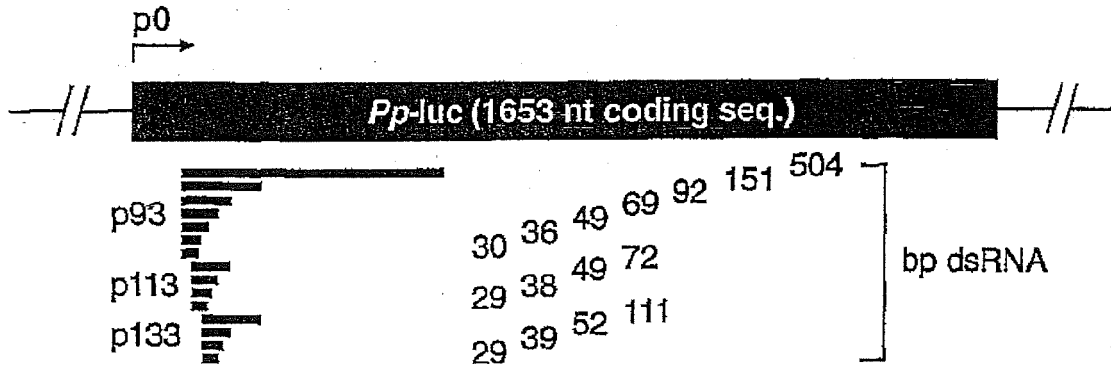 p0
Pp-luc (1653 nt coding seq.)
p93
30 36 49 69 92 151 504
p113
29 38 49 72
p133
29 39 52 111
bp dsRNA